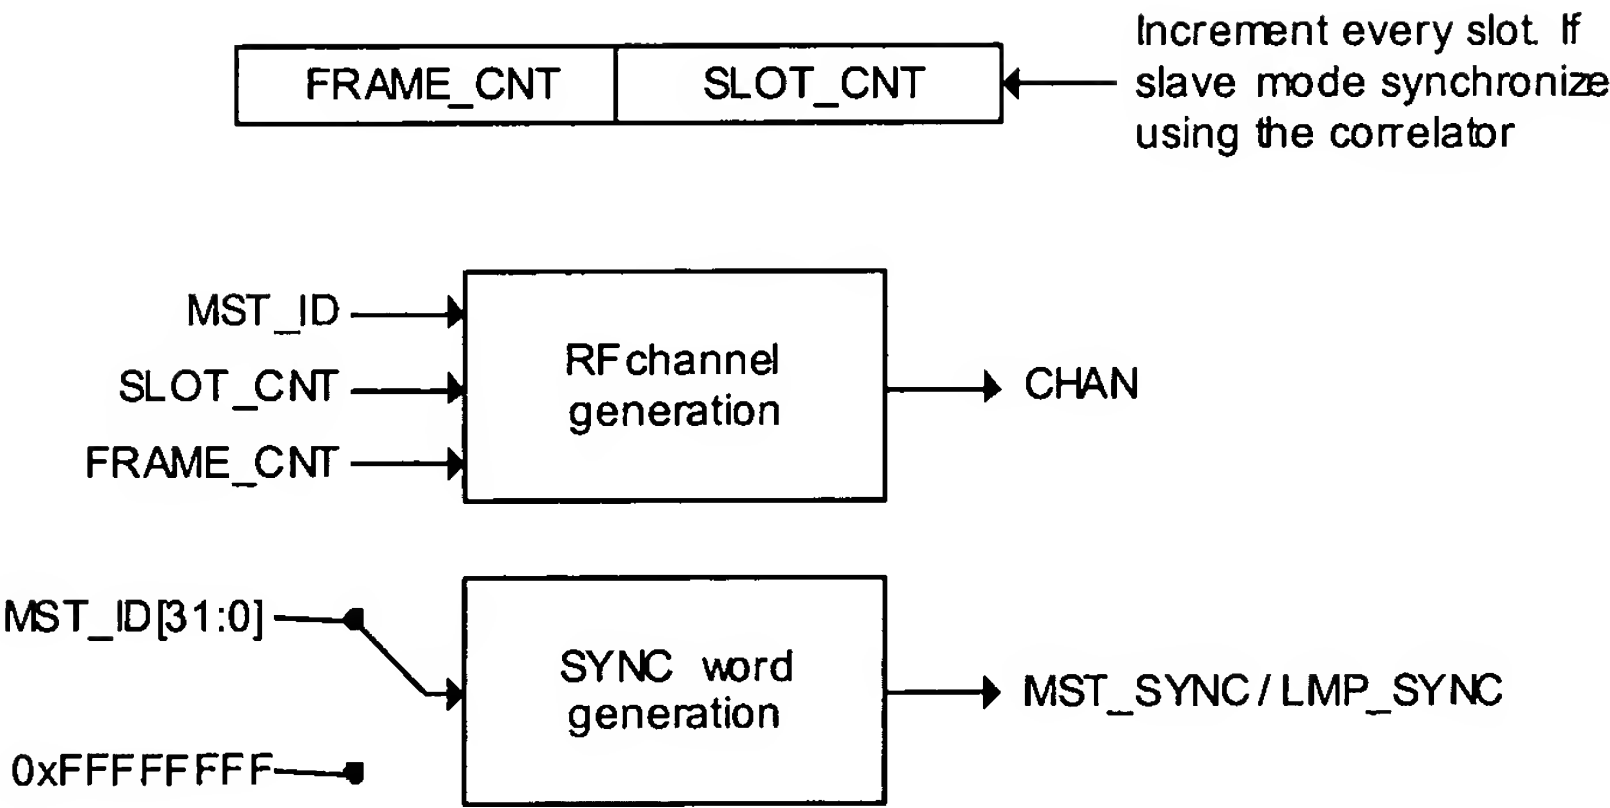 FRAME_CNT SLOT_CNT
Increment every slot. If
slave mode synchronize
using the correlator
MST_ID
SLOT_CNT
FRAME_CNT
RF channel
generation
CHAN
MST_ID[31:0]
0xFFFFFFFF
SYNC word
generation
MST_SYNC / LMP_SYNC